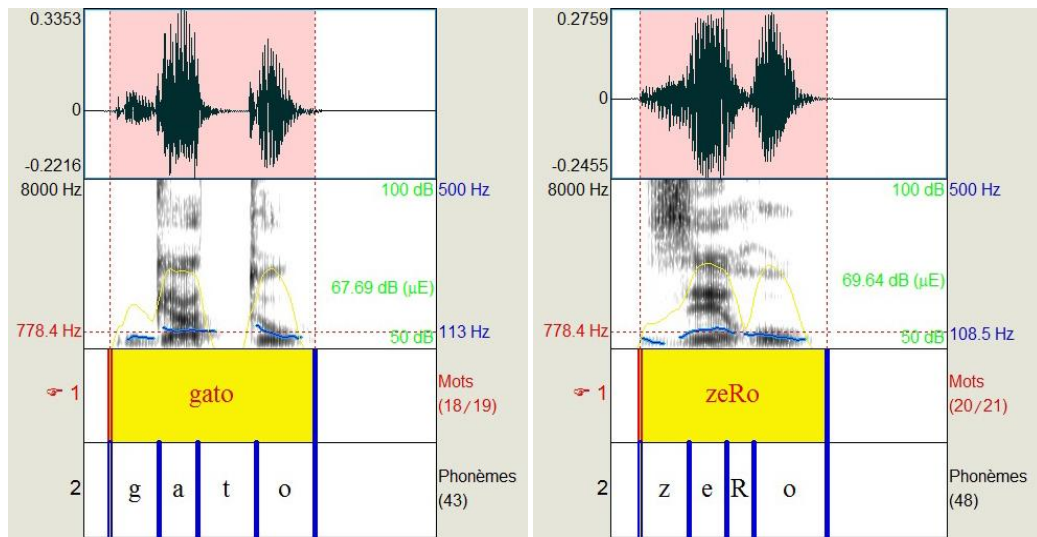 0.3353
0
-0.2216
8000 Hz
100 dB
500 Hz
67.69 dB (µE)
778.4 Hz
50 dB
113 Hz
☞ 1
gato
Mots
(18/19)
2
g a t o
Phonèmes
(43)
0.2759
0
-0.2455
8000 Hz
100 dB
500 Hz
69.64 dB (µE)
778.4 Hz
50 dB
108.5 Hz
☞ 1
zeRo
Mots
(20/21)
2
z e R o
Phonèmes
(48)